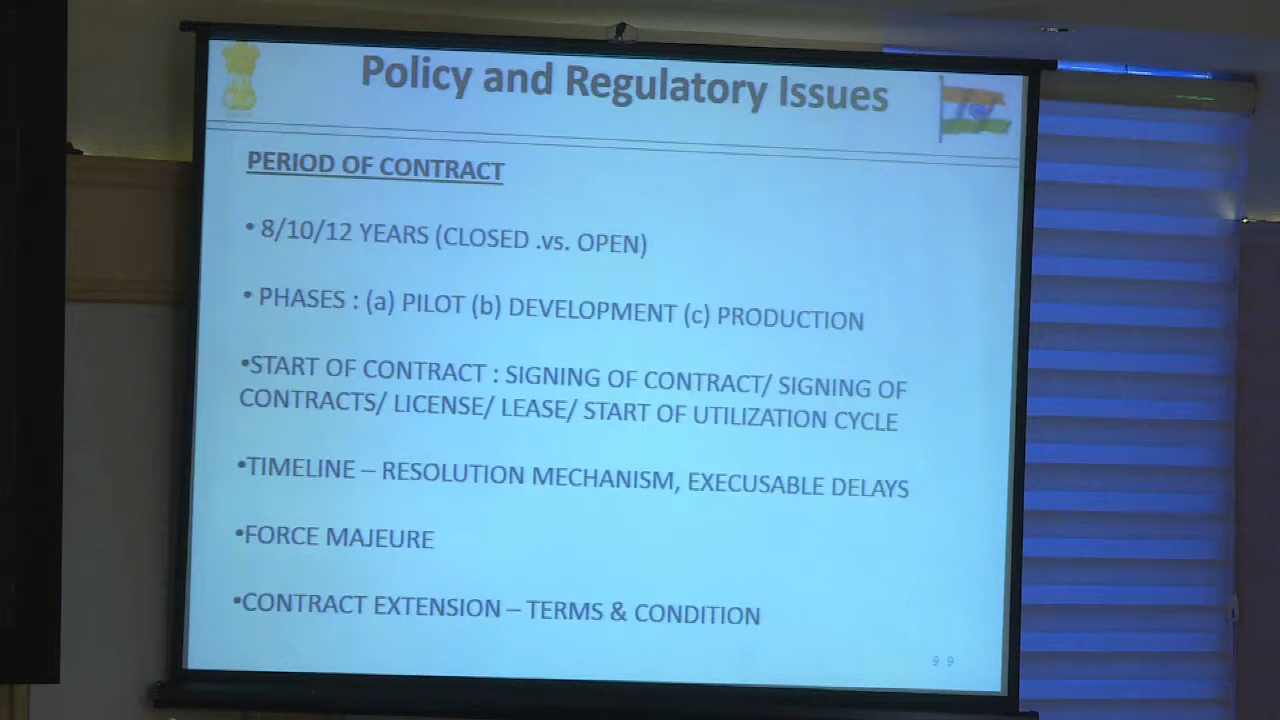 Policy and Regulatory Issues
PERIOD OF CONTRACT
• 8/10/12 YEARS (CLOSED .vs. OPEN)
• PHASES : (a) PILOT (b) DEVELOPMENT (c) PRODUCTION
•START OF CONTRACT : SIGNING OF CONTRACT/ SIGNING OF
CONTRACTS/ LICENSE/ LEASE/ START OF UTILIZATION CYCLE
•TIMELINE – RESOLUTION MECHANISM, EXECUSABLE DELAYS
•FORCE MAJEURE
•CONTRACT EXTENSION – TERMS & CONDITION
9 9